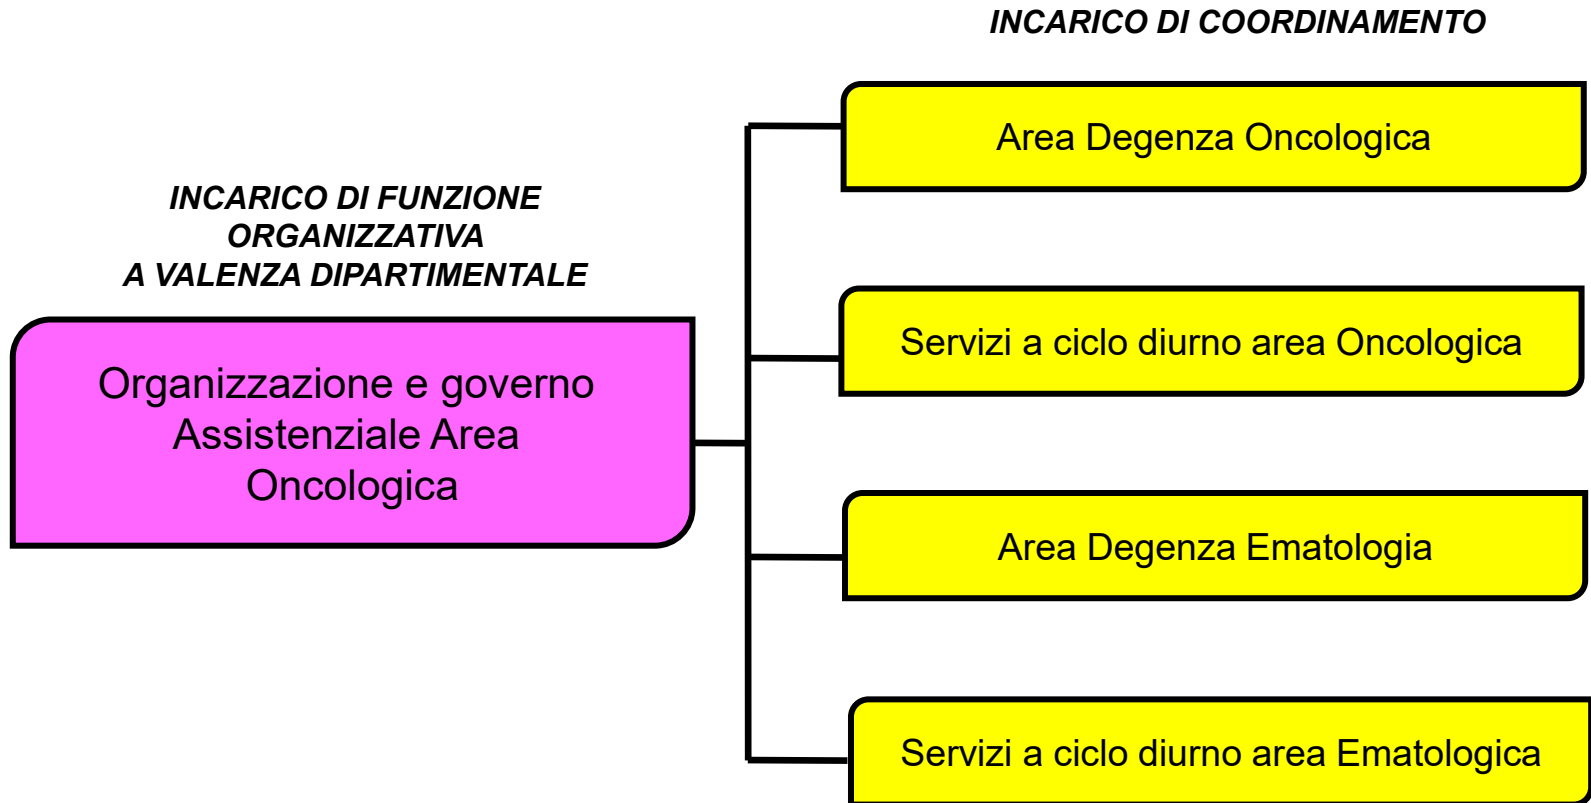 INCARICO DI COORDINAMENTO
Area Degenza Oncologica
INCARICO DI FUNZIONE
ORGANIZZATIVA
A VALENZA DIPARTIMENTALE
Servizi a ciclo diurno area Oncologica
Organizzazione e governo
Assistenziale Area
Oncologica
Area Degenza Ematologia
Servizi a ciclo diurno area Ematologica